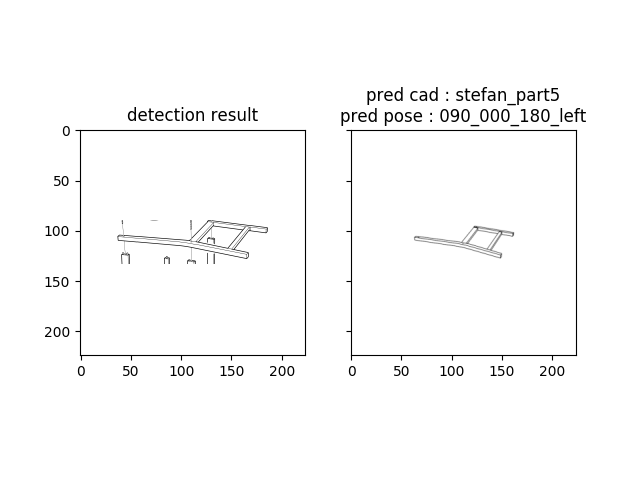 detection result
pred cad : stefan_part5
pred pose : 090_000_180_left
0
50
100
150
200
0 50 100 150 200
0 50 100 150 200